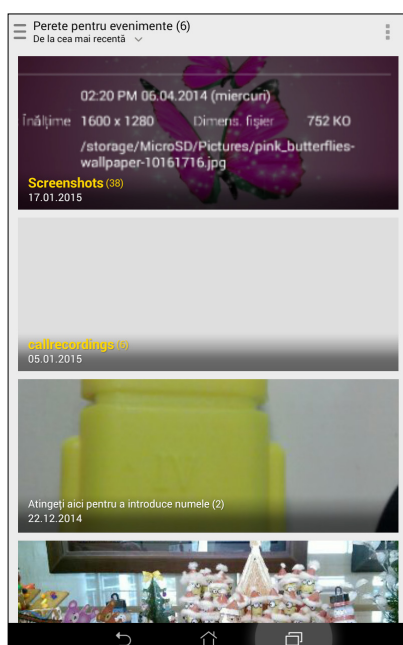 Perete pentru evenimente (6)
De la cea mai recentă
02:20 PM 06.04.2014 (miercuri)
Înălțime 1600 x 1280 Dimens. fișier 752 KO
/storage/MicroSD/Pictures/pink_butterflies-
wallpaper-10161716.jpg
Screenshots (38)
17.01.2015
callrecordings (6)
05.01.2015
Atingeți aici pentru a introduce numele (2)
22.12.2014